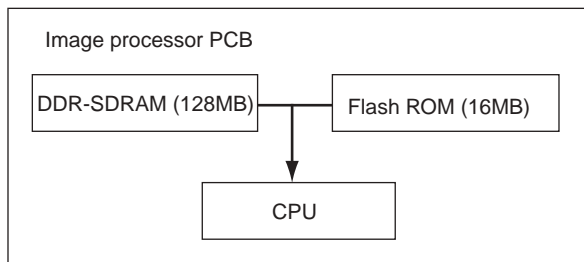 Image processor PCB
DDR-SDRAM (128MB)
Flash ROM (16MB)
CPU